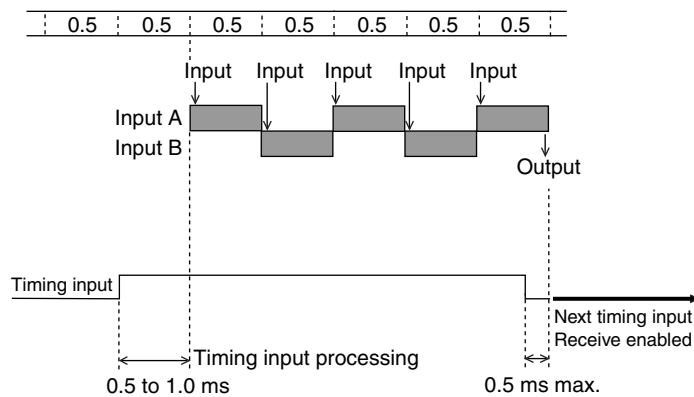 0.5 0.5 0.5 0.5 0.5 0.5 0.5
Input Input Input Input Input
Input A
Input B
Output
Timing input
Next timing input
Receive enabled
Timing input processing
0.5 to 1.0 ms
0.5 ms max.